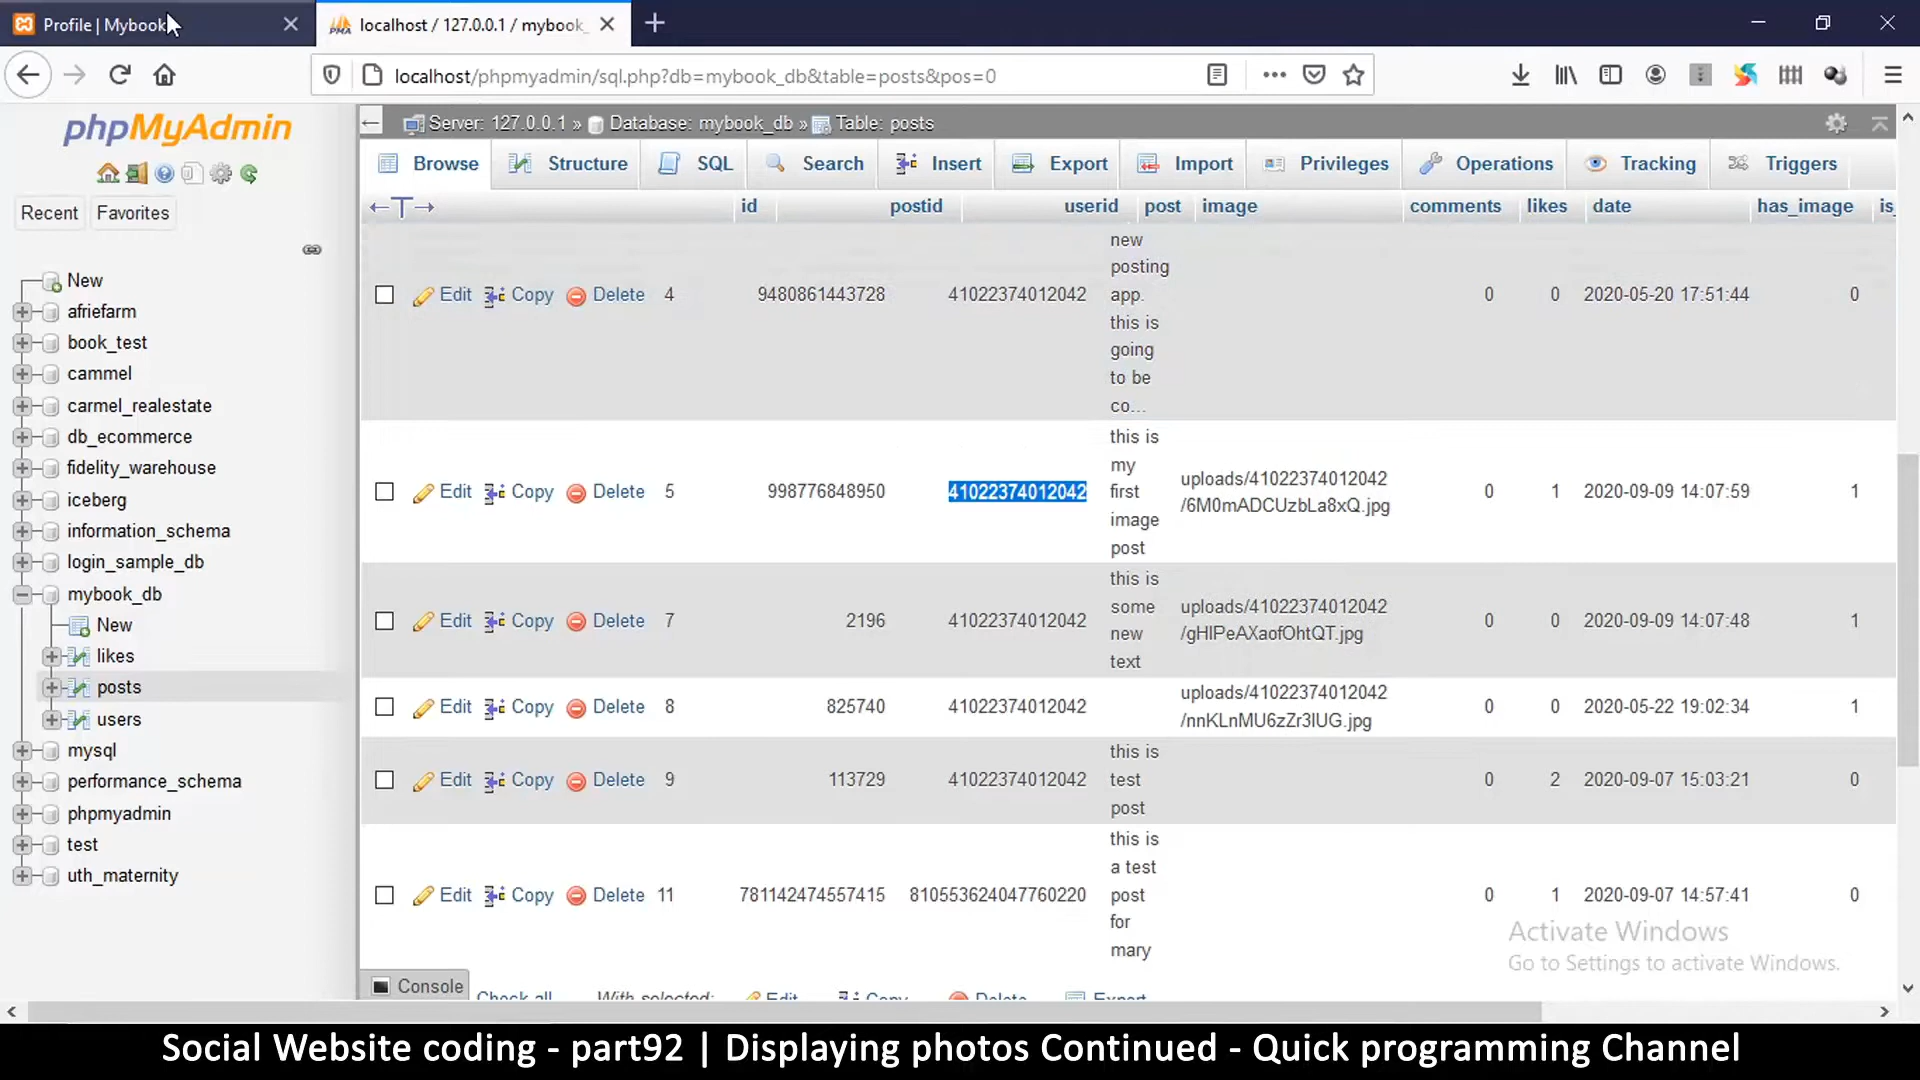 Profile | Mybook
localhost / 127.0.0.1 / mybook_
localhost/phpmyadmin/sql.php?db=mybook_db&table=posts&pos=0
phpMyAdmin
Recent
Favorites
New
afriefarm
book_test
cammel
carmel_realestate
db_ecommerce
fidelity_warehouse
iceberg
information_schema
login_sample_db
mybook_db
New
likes
posts
users
mysql
performance_schema
phpmyadmin
test
uth_maternity
Server: 127.0.0.1 » Database: mybook_db » Table: posts
Browse Structure SQL Search Insert Export Import Privileges Operations Tracking Triggers
id postid userid post image comments likes date has_image is_
new
posting
Edit Copy Delete 4 9480861443728 41022374012042 app. 0 0 2020-05-20 17:51:44 0
this is
going
to be
co...
this is
my
uploads/41022374012042
Edit Copy Delete 5 998776848950 41022374012042 first 0 1 2020-09-09 14:07:59 1
/6M0mADCUzbLa8xQ.jpg
image
post
this is
some
uploads/41022374012042
Edit Copy Delete 7 2196 41022374012042 0 0 2020-09-09 14:07:48 1
new
/gHIPeAXaofOhtQT.jpg
text
uploads/41022374012042
Edit Copy Delete 8 825740 41022374012042 0 0 2020-05-22 19:02:34 1
/nnKLnMU6zZr3lUG.jpg
this is
Edit Copy Delete 9 113729 41022374012042 test 0 2 2020-09-07 15:03:21 0
post
this is
a test
Edit Copy Delete 11 781142474557415 810553624047760220 post 0 1 2020-09-07 14:57:41 0
for
mary
Activate Windows
Go to Settings to activate Windows.
Console
Check all With selected: Edit Copy Delete Export
Social Website coding - part92 | Displaying photos Continued - Quick programming Channel